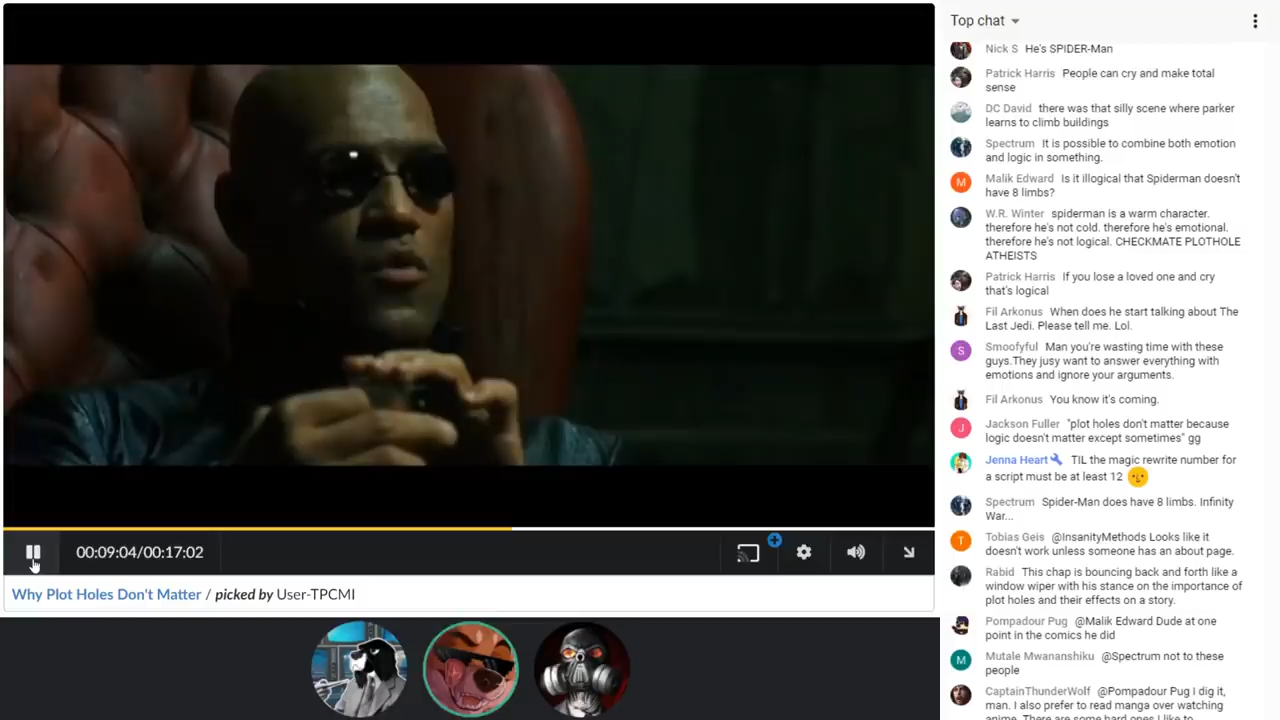 Top chat
Nick S He's SPIDER-Man
Patrick Harris People can cry and make total
sense
DC David there was that silly scene where parker
learns to climb buildings
Spectrum It is possible to combine both emotion
and logic in something.
M
Malik Edward Is it illogical that Spiderman doesn't
have 8 limbs?
W.R. Winter spiderman is a warm character.
therefore he's not cold. therefore he's emotional.
therefore he's not logical. CHECKMATE PLOTHOLE
ATHEISTS
Patrick Harris If you lose a loved one and cry
that's logical
Fil Arkonus When does he start talking about The
Last Jedi. Please tell me. Lol.
S
Smoofyful Man you're wasting time with these
guys.They jusy want to answer everything with
emotions and ignore your arguments.
Fil Arkonus You know it's coming.
J
Jackson Fuller "plot holes don't matter because
logic doesn't matter except sometimes" gg
Jenna Heart TIL the magic rewrite number for
a script must be at least 12
Spectrum Spider-Man does have 8 limbs. Infinity
War...
T
Tobias Geis @InsanityMethods Looks like it
doesn't work unless someone has an about page.
Rabid This chap is bouncing back and forth like a
window wiper with his stance on the importance of
plot holes and their effects on a story.
Pompadour Pug @Malik Edward Dude at one
point in the comics he did
M
Mutale Mwananshiku @Spectrum not to these
people
CaptainThunderWolf @Pompadour Pug I dig it,
man. I also prefer to read manga over watching
anime. There are some hard ones I like to
00:09:04/00:17:02
Why Plot Holes Don't Matter / picked by User-TPCMI